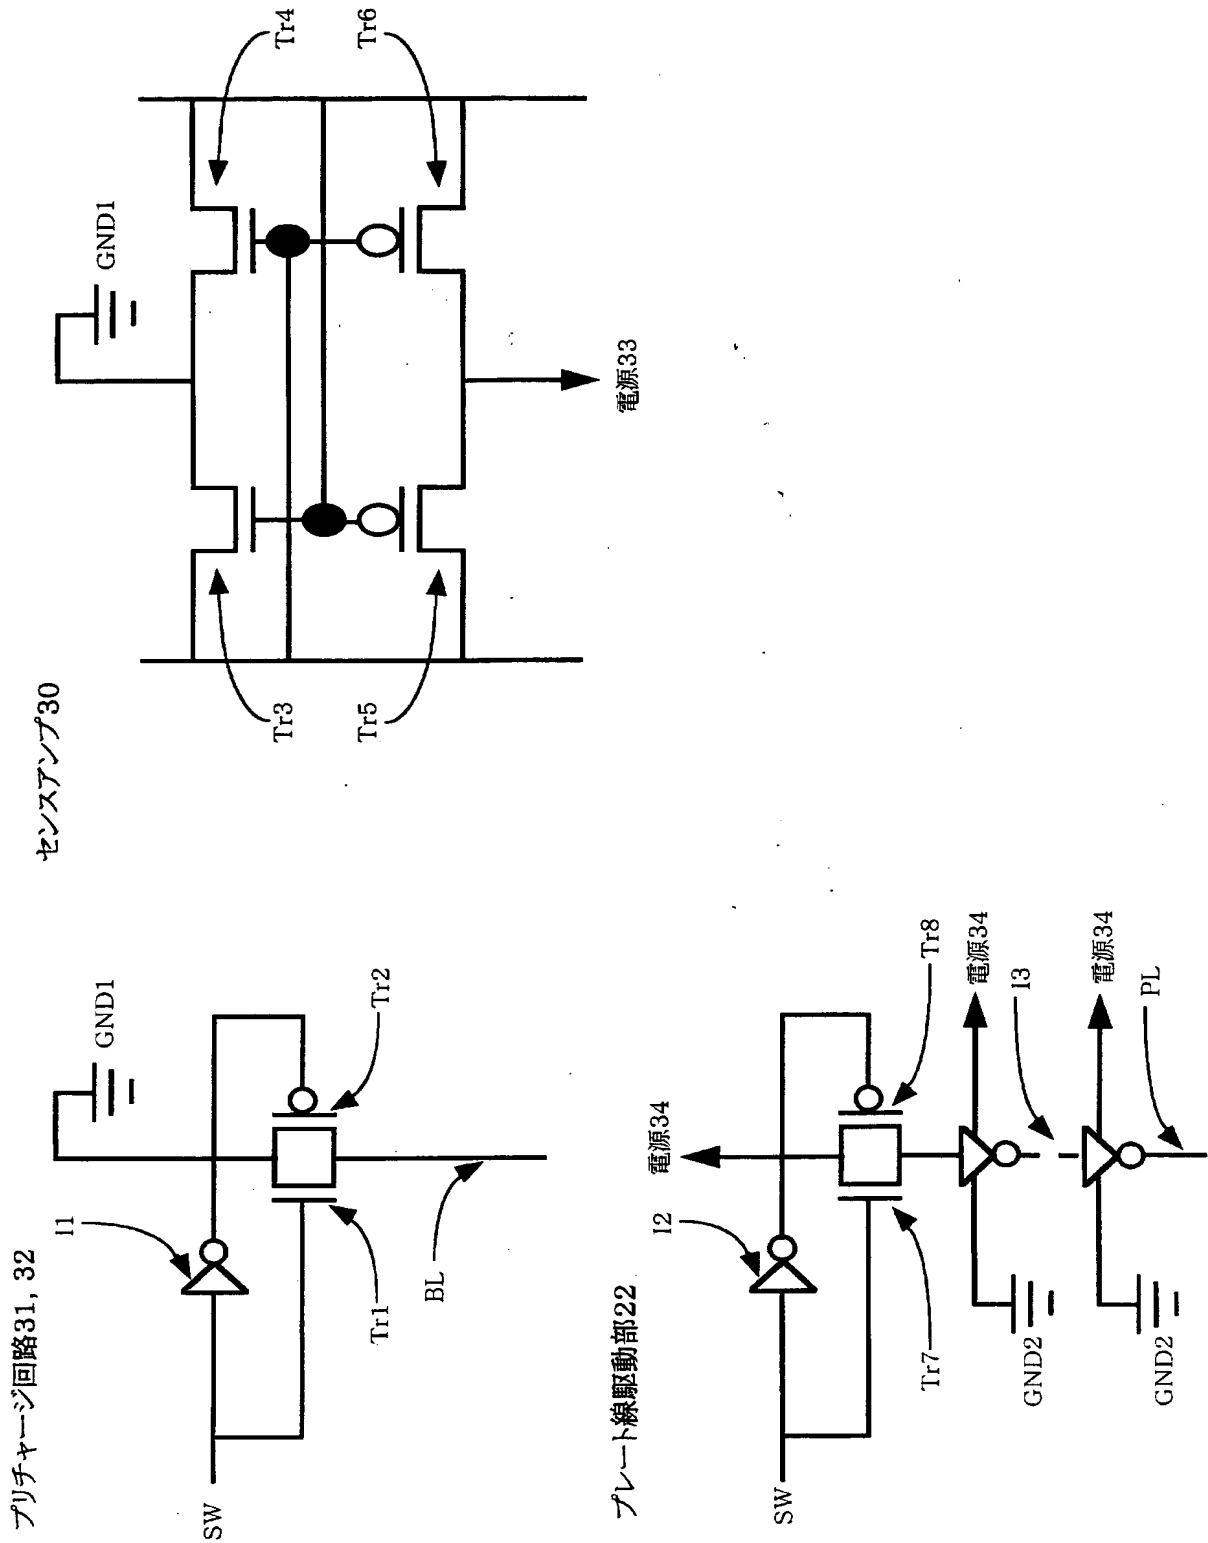 プリチャージ回路31, 32
GND1
I1
SW
Tr1
Tr2
BL
センスアンプ30
GND1
Tr3
Tr4
Tr5
Tr6
電源33
プレート線駆動部22
電源34
I2
SW
Tr7
Tr8
電源34
GND2
I3
電源34
GND2
PL